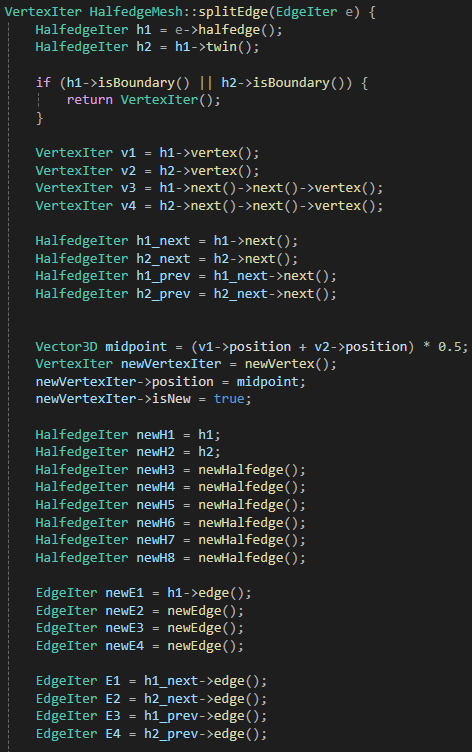 VertexIter HalfedgeMesh::splitEdge(EdgeIter e) {
HalfedgeIter h1 = e->halfedge();
HalfedgeIter h2 = h1->twin();
if (h1->isBoundary() || h2->isBoundary()) {
return VertexIter();
}
VertexIter v1 = h1->vertex();
VertexIter v2 = h2->vertex();
VertexIter v3 = h1->next()->next()->vertex();
VertexIter v4 = h2->next()->next()->vertex();
HalfedgeIter h1_next = h1->next();
HalfedgeIter h2_next = h2->next();
HalfedgeIter h1_prev = h1_next->next();
HalfedgeIter h2_prev = h2_next->next();
Vector3D midpoint = (v1->position + v2->position) * 0.5;
VertexIter newVertexIter = newVertex();
newVertexIter->position = midpoint;
newVertexIter->isNew = true;
HalfedgeIter newH1 = h1;
HalfedgeIter newH2 = h2;
HalfedgeIter newH3 = newHalfedge();
HalfedgeIter newH4 = newHalfedge();
HalfedgeIter newH5 = newHalfedge();
HalfedgeIter newH6 = newHalfedge();
HalfedgeIter newH7 = newHalfedge();
HalfedgeIter newH8 = newHalfedge();
EdgeIter newE1 = h1->edge();
EdgeIter newE2 = newEdge();
EdgeIter newE3 = newEdge();
EdgeIter newE4 = newEdge();
EdgeIter E1 = h1_next->edge();
EdgeIter E2 = h2_next->edge();
EdgeIter E3 = h1_prev->edge();
EdgeIter E4 = h2_prev->edge();